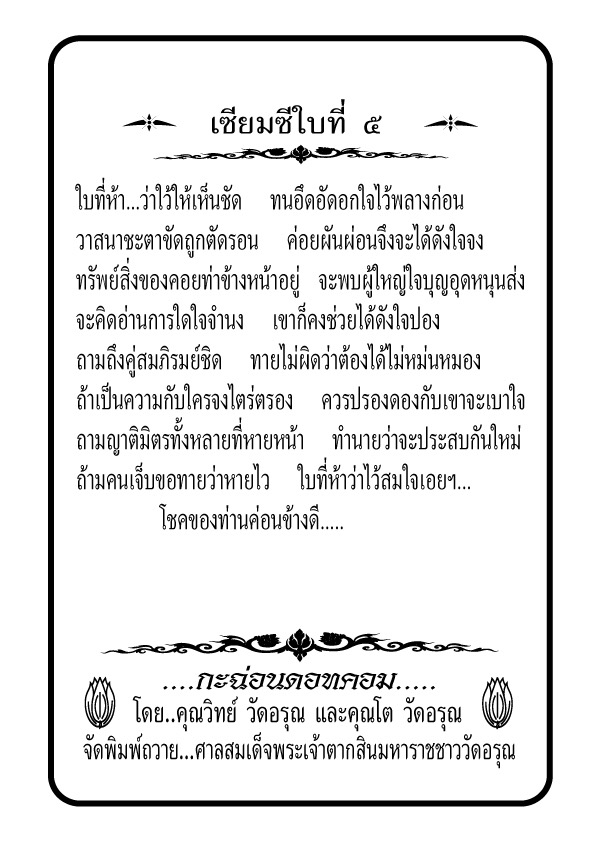 เซียมซีใบที่ ๕
ใบที่ห้า...ว่าใว้ให้เห็นชัด ทนอึดอัดอกใจไว้พลางก่อน
วาสนาชะตาขัดถูกตัดรอน ค่อยผันผ่อนจึงจะได้ดังใจจง
ทรัพย์สิ่งของคอยท่าข้างหน้าอยู่ จะพบผู้ใหญ่ใจบุญอุดหนุนส่ง
จะคิดอ่านการใดใจจำนง เขาก็คงช่วยได้ดังใจปอง
ถามถึงคู่สมภิรมย์ชิด ทายไม่ผิดว่าต้องได้ไม่หม่นหมอง
ถ้าเป็นความกับใครจงไตร่ตรอง ควรปรองดองกับเขาจะเบาใจ
ถามญาติมิตรทั้งหลายที่หายหน้า ทำนายว่าจะประสบกันใหม่
ถ้ามคนเจ็บขอทายว่าหายไว ใบที่ห้าว่าไว้สมใจเอยฯ...
โชคของท่านค่อนข้างดี.....
....กะฉ่อนดอทคอม.....
โดย..คุณวิทย์ วัดอรุณ และคุณโต วัดอรุณ
จัดพิมพ์ถวาย...ศาลสมเด็จพระเจ้าตากสินมหาราชชาววัดอรุณ